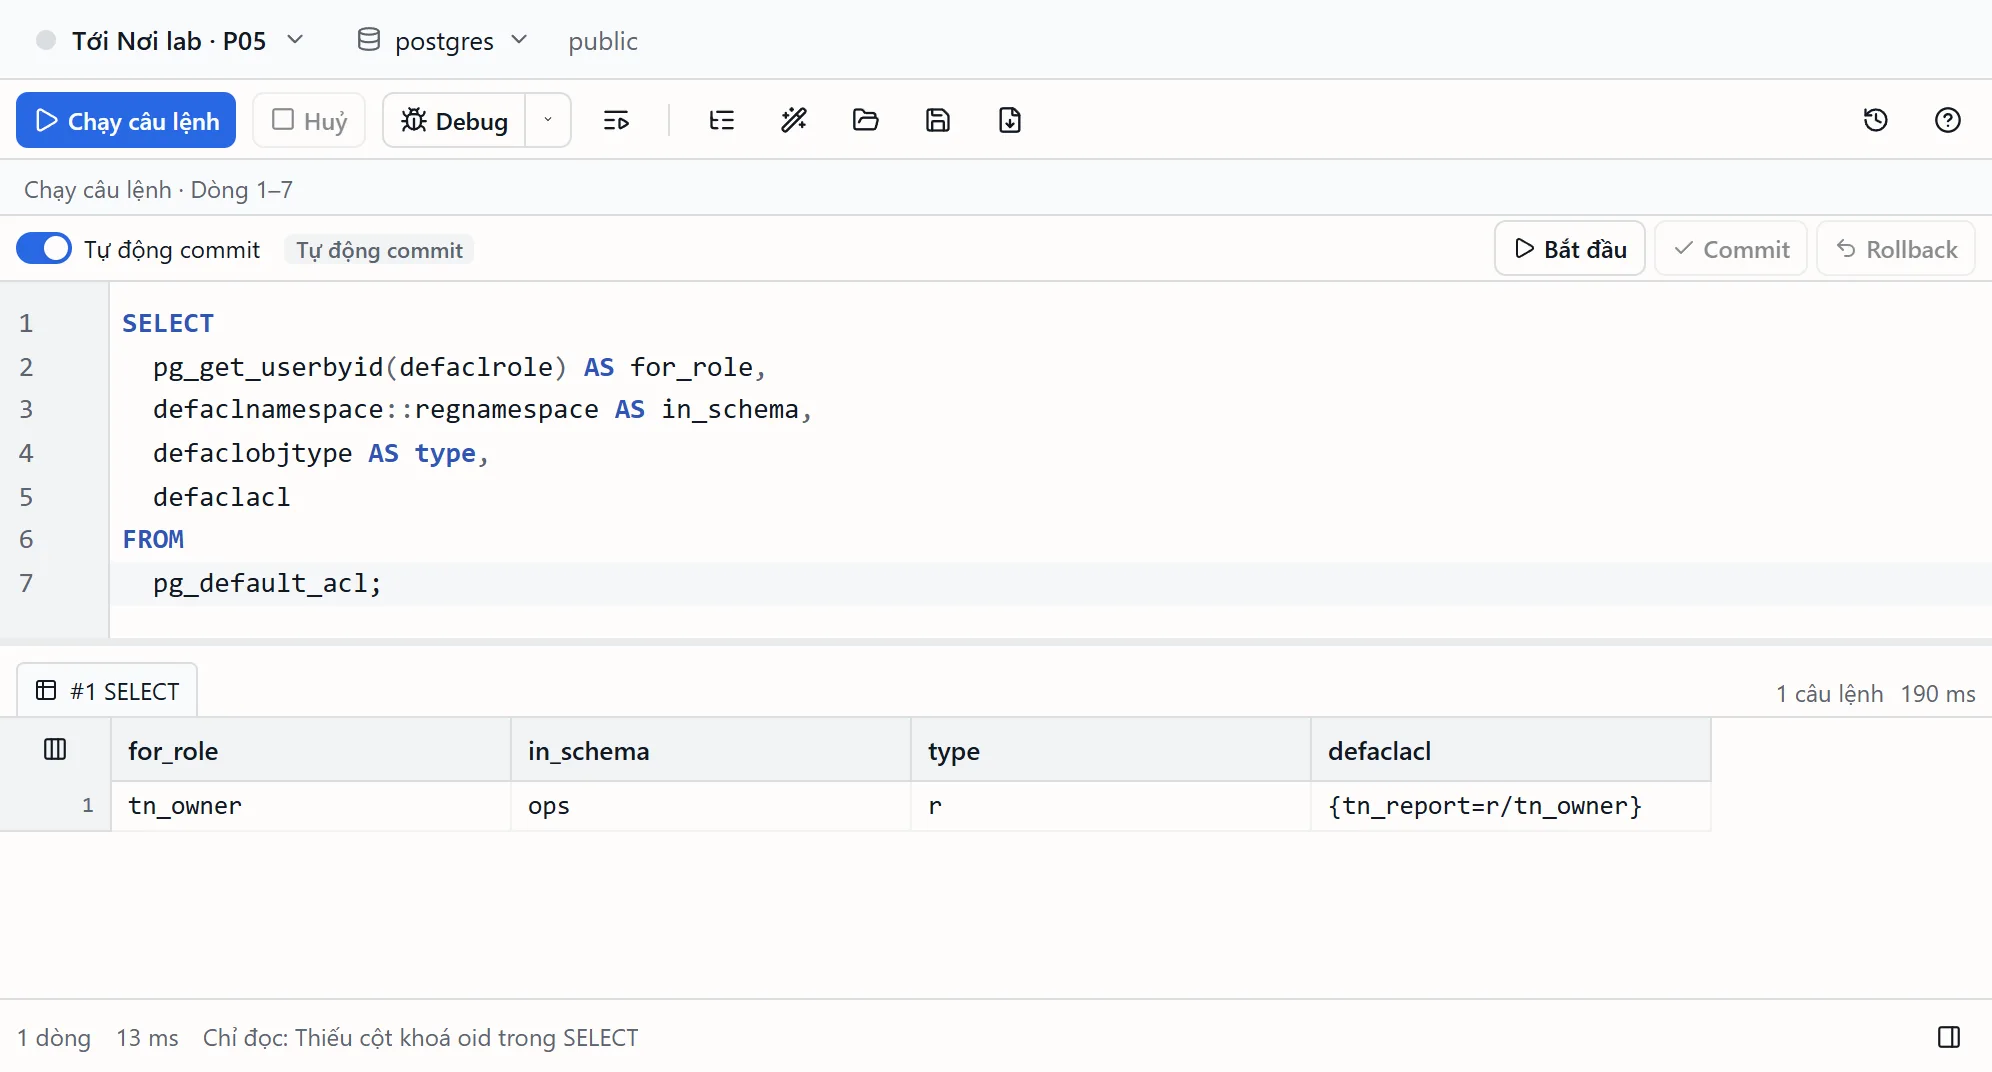 Tới Nơi lab · P05 postgres public
Chạy câu lệnh Huỷ Debug
Chạy câu lệnh · Dòng 1–7
Tự động commit Tự động commit Bắt đầu Commit Rollback
1 SELECT
2 pg_get_userbyid(defaclrole) AS for_role,
3 defaclnamespace::regnamespace AS in_schema,
4 defaclobjtype AS type,
5 defaclacl
6 FROM
7 pg_default_acl;
#1 SELECT 1 câu lệnh 190 ms
for_role in_schema type defaclacl
1 tn_owner ops r {tn_report=r/tn_owner}
1 dòng 13 ms Chỉ đọc: Thiếu cột khoá oid trong SELECT